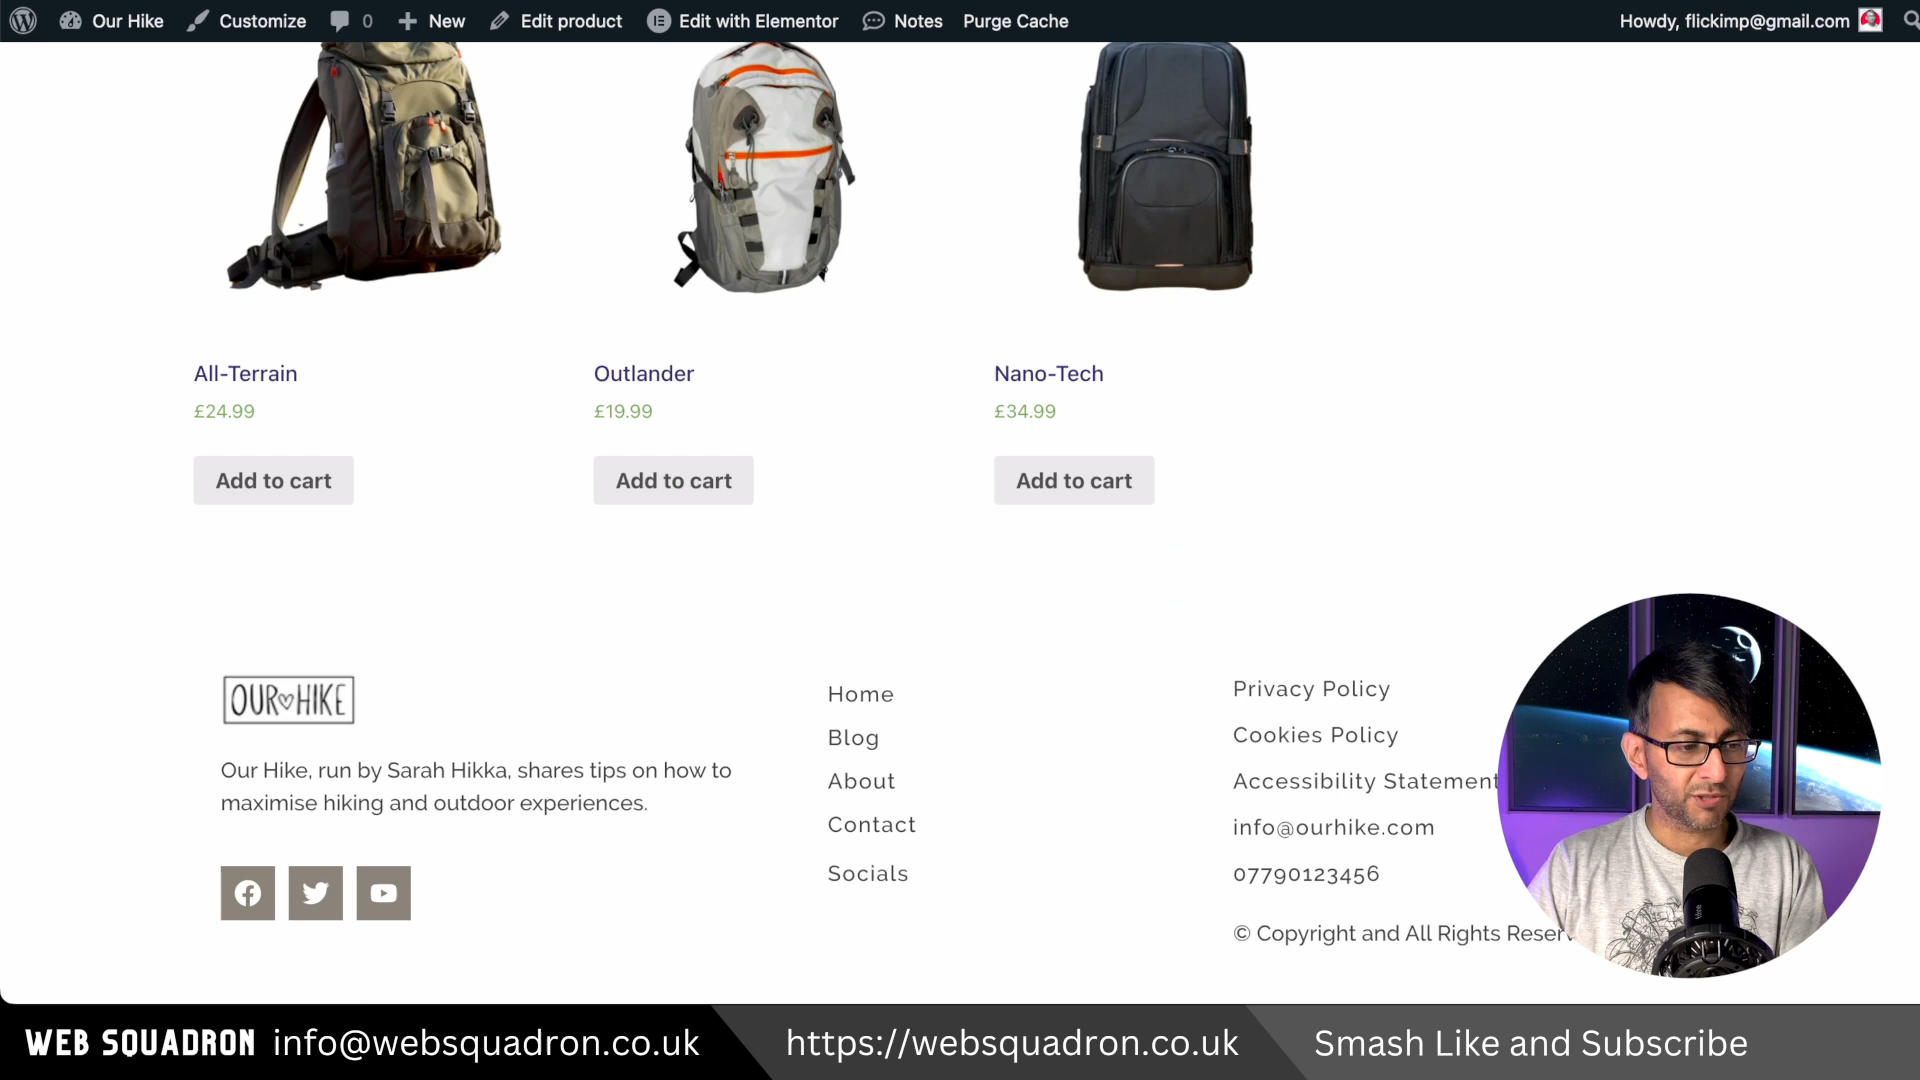 Our Hike Customize 0 New Edit product Edit with Elementor Notes Purge Cache Howdy, flickimp@gmail.com
All-Terrain Outlander Nano-Tech
£24.99 £19.99 £34.99
Add to cart Add to cart Add to cart
OUR HIKE
Our Hike, run by Sarah Hikka, shares tips on how to
maximise hiking and outdoor experiences.
Home
Blog
About
Contact
Socials
Privacy Policy
Cookies Policy
Accessibility Statement
info@ourhike.com
07790123456
© Copyright and All Rights
WEB SQUADRON info@websquadron.co.uk https://websquadron.co.uk Smash Like and Subscribe